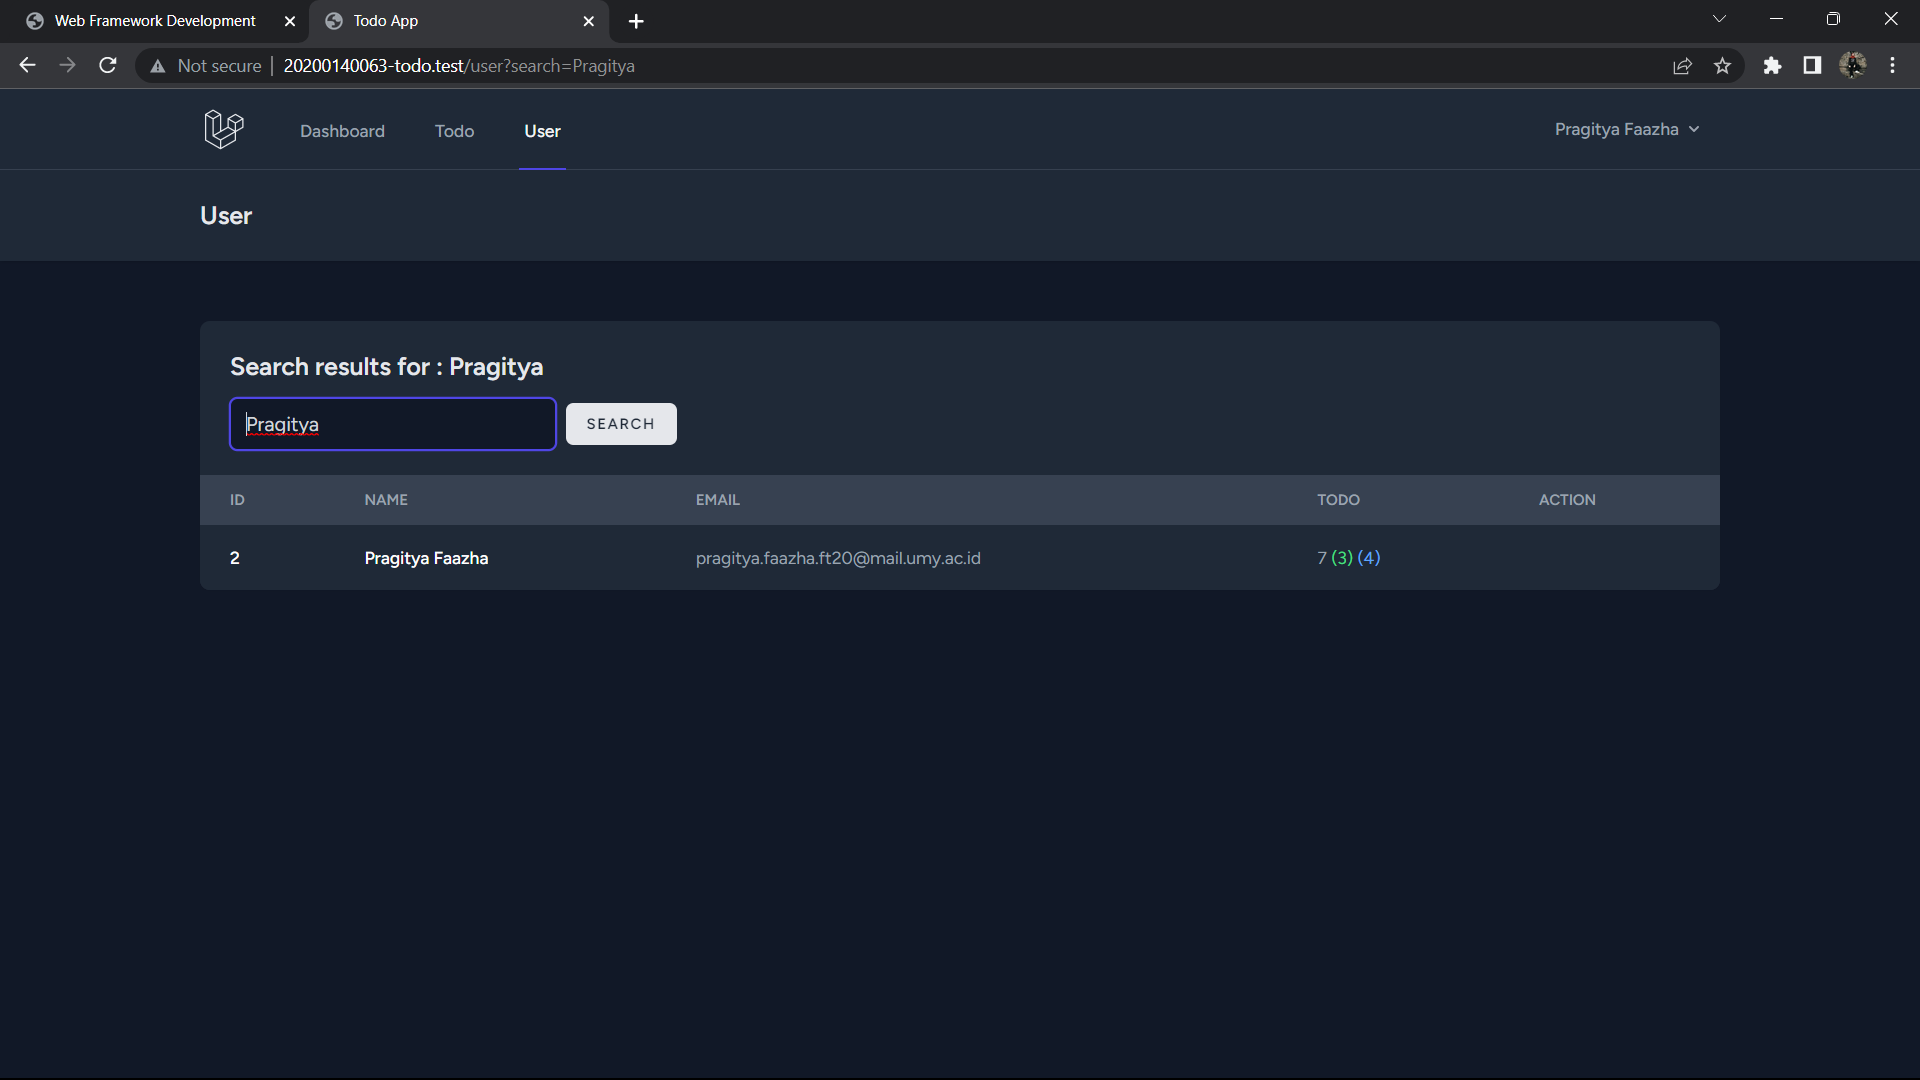 Web Framework Development
Todo App
Not secure 20200140063-todo.test/user?search=Pragitya
Dashboard Todo User Pragitya Faazha
User
Search results for : Pragitya
Pragitya SEARCH
ID NAME EMAIL TODO ACTION
2 Pragitya Faazha pragitya.faazha.ft20@mail.umy.ac.id 7 (3) (4)